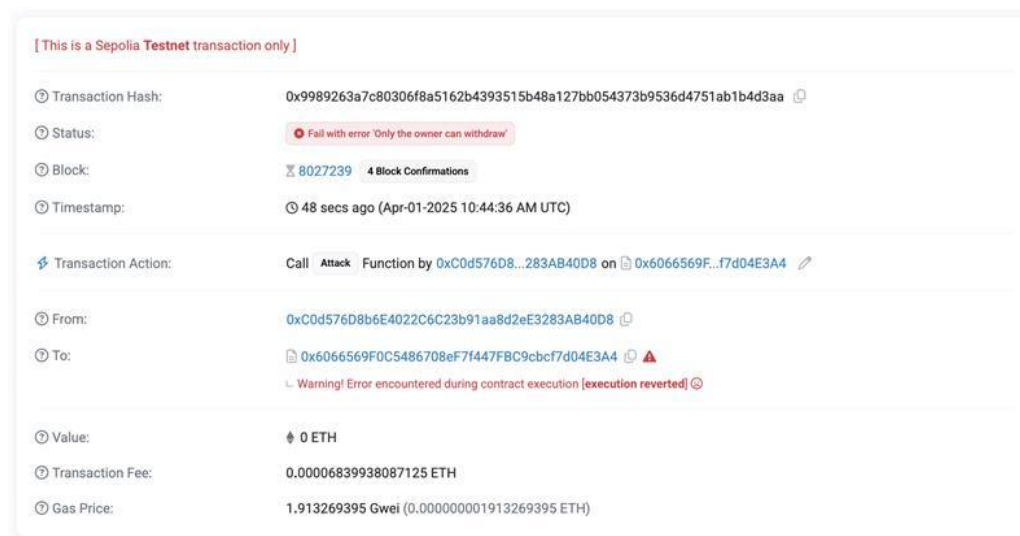 [ This is a Sepolia Testnet transaction only ]
Transaction Hash: 0x9989263a7c80306f8a5162b4393515b48a127bb054373b9536d4751ab1b4d3aa
Status: Fail with error 'Only the owner can withdraw'
Block: 8027239 4 Block Confirmations
Timestamp: 48 secs ago (Apr-01-2025 10:44:36 AM UTC)
Transaction Action: Call Attack Function by 0xC0d576D8...283AB40D8 on 0x6066569F...f7d04E3A4
From: 0xC0d576D8b6E4022C6C23b91aa8d2eE3283AB40D8
To: 0x6066569F0C5486708eF7f447FBC9cbcf7d04E3A4
Warning! Error encountered during contract execution [execution reverted]
Value: 0 ETH
Transaction Fee: 0.00006839938087125 ETH
Gas Price: 1.913269395 Gwei (0.000000001913269395 ETH)